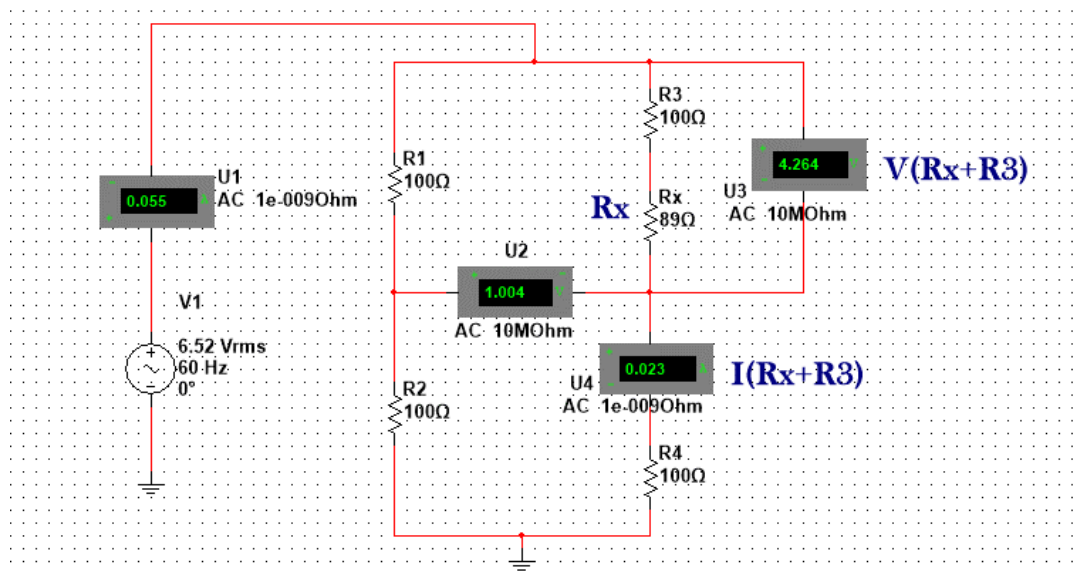 R3
100Ω
R1
100Ω
U1
0.055 A
AC 1e-009Ohm
4.264 V
V(Rx+R3)
U3
AC 10MOhm
Rx
Rx
89Ω
U2
1.004 V
AC 10MOhm
V1
6.52 Vrms
60 Hz
0°
0.023 A
I(Rx+R3)
U4
AC 1e-009Ohm
R2
100Ω
R4
100Ω